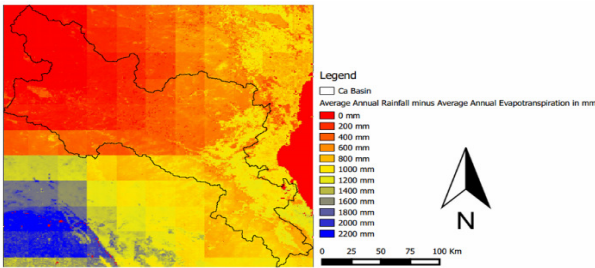 Legend
Ca Basin
Average Annual Rainfall minus Average Annual Evapotranspiration in mm
0 mm
200 mm
400 mm
600 mm
800 mm
1000 mm
1200 mm
1400 mm
1600 mm
1800 mm
2000 mm
2200 mm
N
0 25 50 75 100 Km